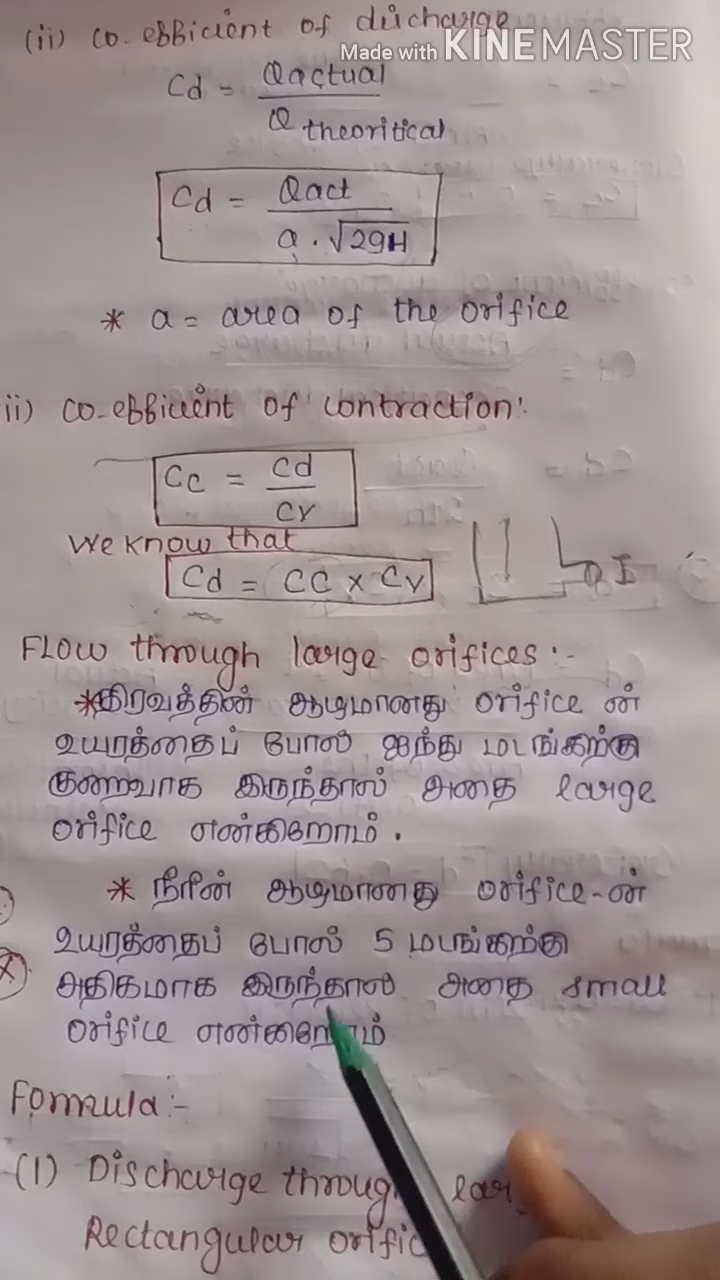 (ii) co-efficient of discharge
Made with KINEMASTER
Cd = Qactual
Q theoritical
Cd = Qact
a . √2gH
* a = area of the orifice
ii) co-efficient of contraction:
Cc = Cd
Cv
We know that
Cd = CC x Cv
Flow through large orifices :-
*திரவத்தின் ஆழமானது orifice ன்
உயரத்தைப் போல் ஐந்து மடங்கிற்கு
குறைவாக இருந்தால் அதை large
orifice என்கிறோம்.
* நீரின் ஆழமானது orifice-ன்
உயரத்தைப் போல் 5 மடங்கிற்கு
அதிகமாக இருந்தால் அதை small
orifice என்கிறோம்
Formula :-
(1) Discharge through
Rectangular